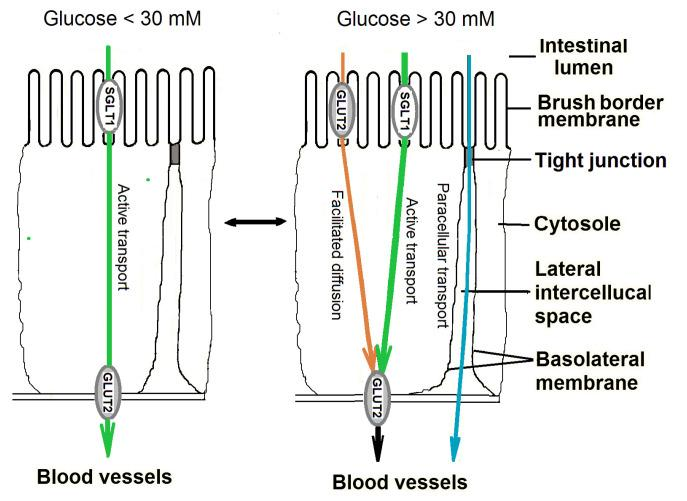 Glucose < 30 mM
SGLT1
Active transport
GLUT2
Blood vessels
Glucose > 30 mM
GLUT2
SGLT1
Facilitated diffusion
Active transport
Paracellular transport
GLUT2
Blood vessels
Intestinal
lumen
Brush border
membrane
Tight junction
Cytosole
Lateral
intercellucal
space
Basolateral
membrane